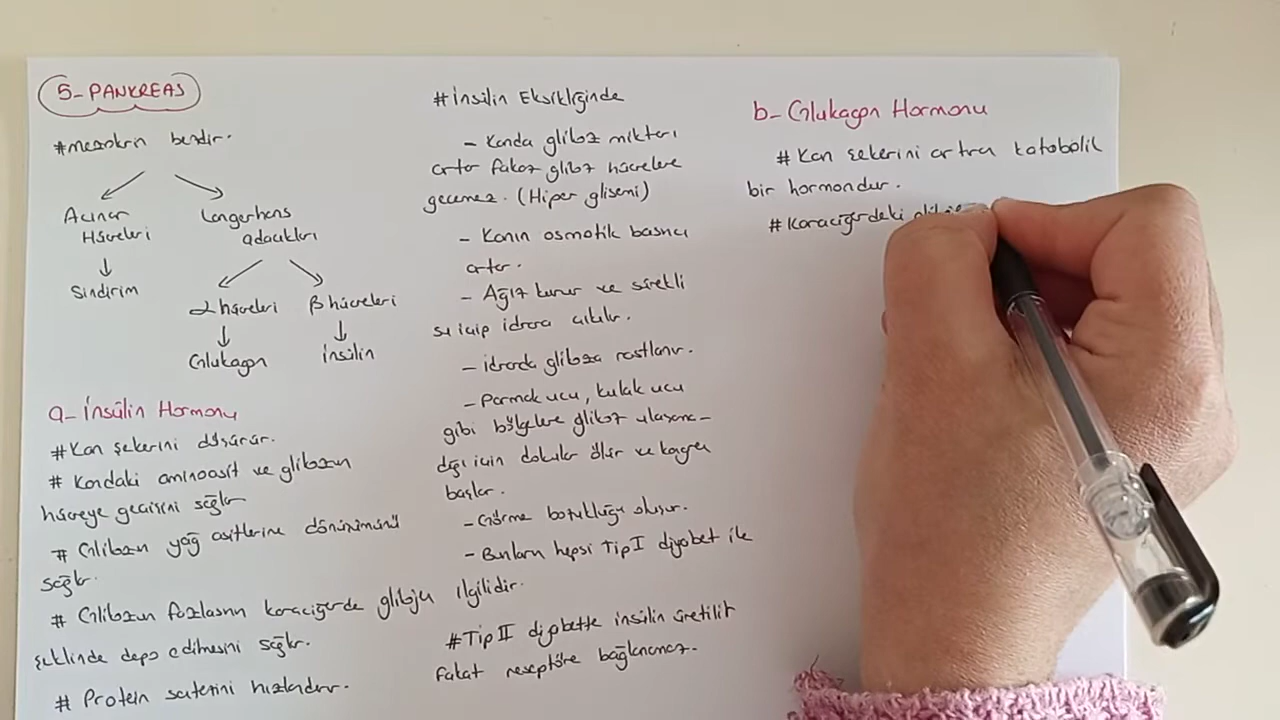 5- PANKREAS
#mezokrin bezdir.
Acınar
Hücreleri
Sindirim
Langerhans
adacıkları
α hücreleri
Glukagon
β hücreleri
insülin
a- İnsülin Hormonu
#Kan şekerini düşürür.
# Kandaki aminoasit ve glikozun
hücreye geçişini sağlar
# Glikozun yağ asitlerine dönüşümünü
sağlar.
# Glikozun fazlasının karaciğerde glikojen
şeklinde depo edilmesini sağlar.
# Protein sentezini hızlandırır.
#İnsülin Eksikliğinde
- Kanda glikoz miktarı
artar fakat glikoz hücrelere
geçemez. (Hiper glisemi)
- Kanın osmotik basıncı
artar.
- Ağız kurur ve sürekli
su içip idrara çıkılır.
- idrarda glikoza rastlanır.
- Parmak ucu, kulak ucu
gibi bölgelere glikoz ulaşama-
dığı için dokular ölür ve kangren
başlar.
- Görme bozukluğu oluşur.
- Bunların hepsi Tip I diyabet ile
ilgilidir.
#Tip II diyabette insülin üretilir
fakat reseptöre bağlanamaz.
b- Glukagon Hormonu
# Kan şekerini artıran katabolik
bir hormondur.
# Karaciğerdeki